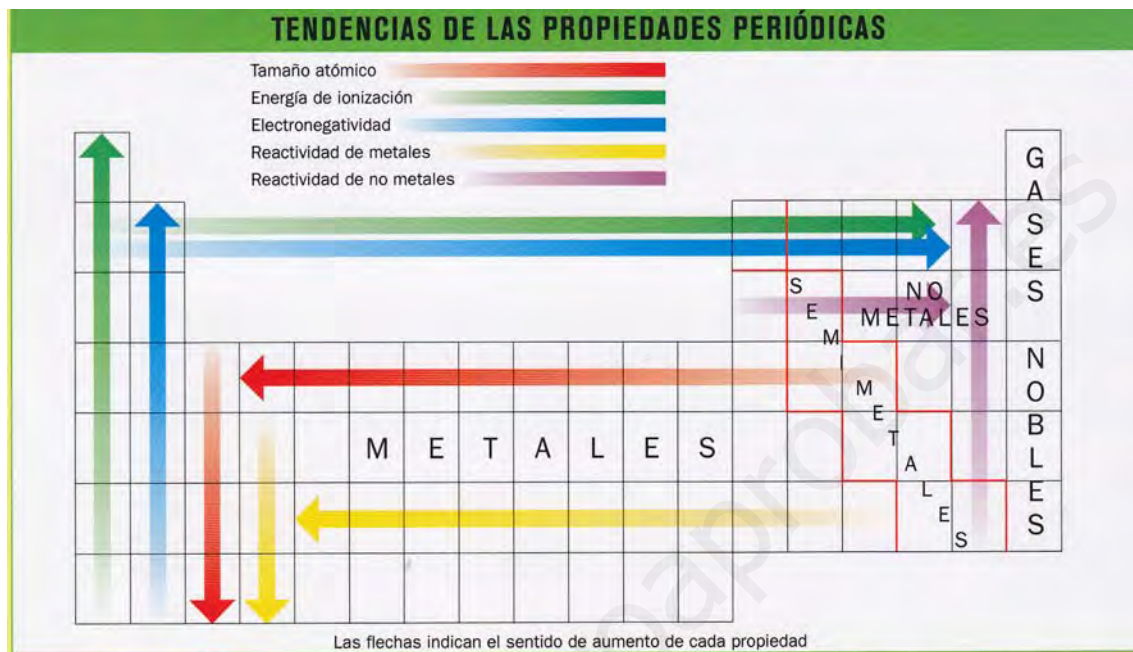 TENDENCIAS DE LAS PROPIEDADES PERIÓDICAS
Tamaño atómico
Energía de ionización
Electronegatividad
Reactividad de metales
Reactividad de no metales
GASES NOBLES
NO
METALES
SEMIMETALES
METALES
Las flechas indican el sentido de aumento de cada propiedad